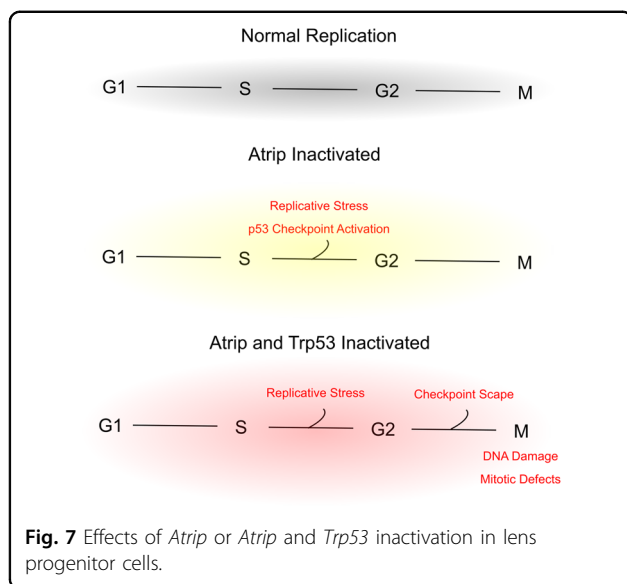 Normal Replication
G1 S G2 M
Atrip Inactivated
Replicative Stress
p53 Checkpoint Activation
G1 S G2 M
Atrip and Trp53 Inactivated
Replicative Stress Checkpoint Scape
G1 S G2 M
DNA Damage
Mitotic Defects
Fig. 7 Effects of Atrip or Atrip and Trp53 inactivation in lens
progenitor cells.